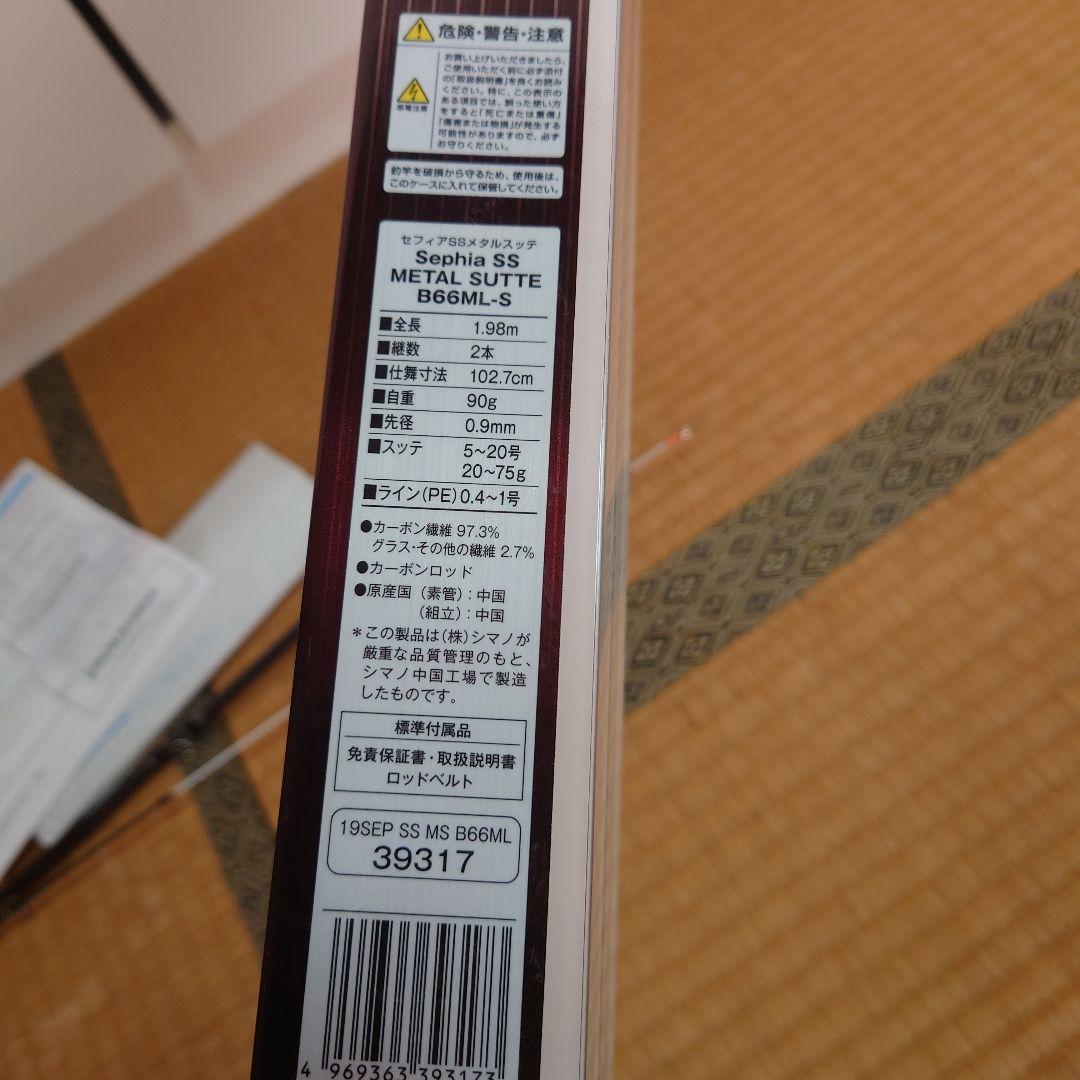 危険・警告・注意
お買い上げいただきましたら、
ご使用いただく前に必ず添付
の「取扱説明書」を良くお読み
ください。特に、この表示の
ある項目では、誤った使い方
をすると「死亡または重傷」
「傷害または物損」が発生する
可能性がありますので、必ず
お守りください。
感電注意
釣竿を破損から守るため、使用後は、
このケースに入れて保管してください。
セフィアSSメタルスッテ
Sephia SS
METAL SUTTE
B66ML-S
■全長 1.98m
■継数 2本
■仕舞寸法 102.7cm
■自重 90g
■先径 0.9mm
■スッテ 5~20号
20~75g
■ライン(PE) 0.4~1号
●カーボン繊維 97.3%
グラス・その他の繊維 2.7%
●カーボンロッド
●原産国(素管):中国
(組立):中国
*この製品は(株)シマノが
厳重な品質管理のもと、
シマノ中国工場で製造
したものです。
標準付属品
免責保証書・取扱説明書
ロッドベルト
19SEP SS MS B66ML
39317
4 969363 393173